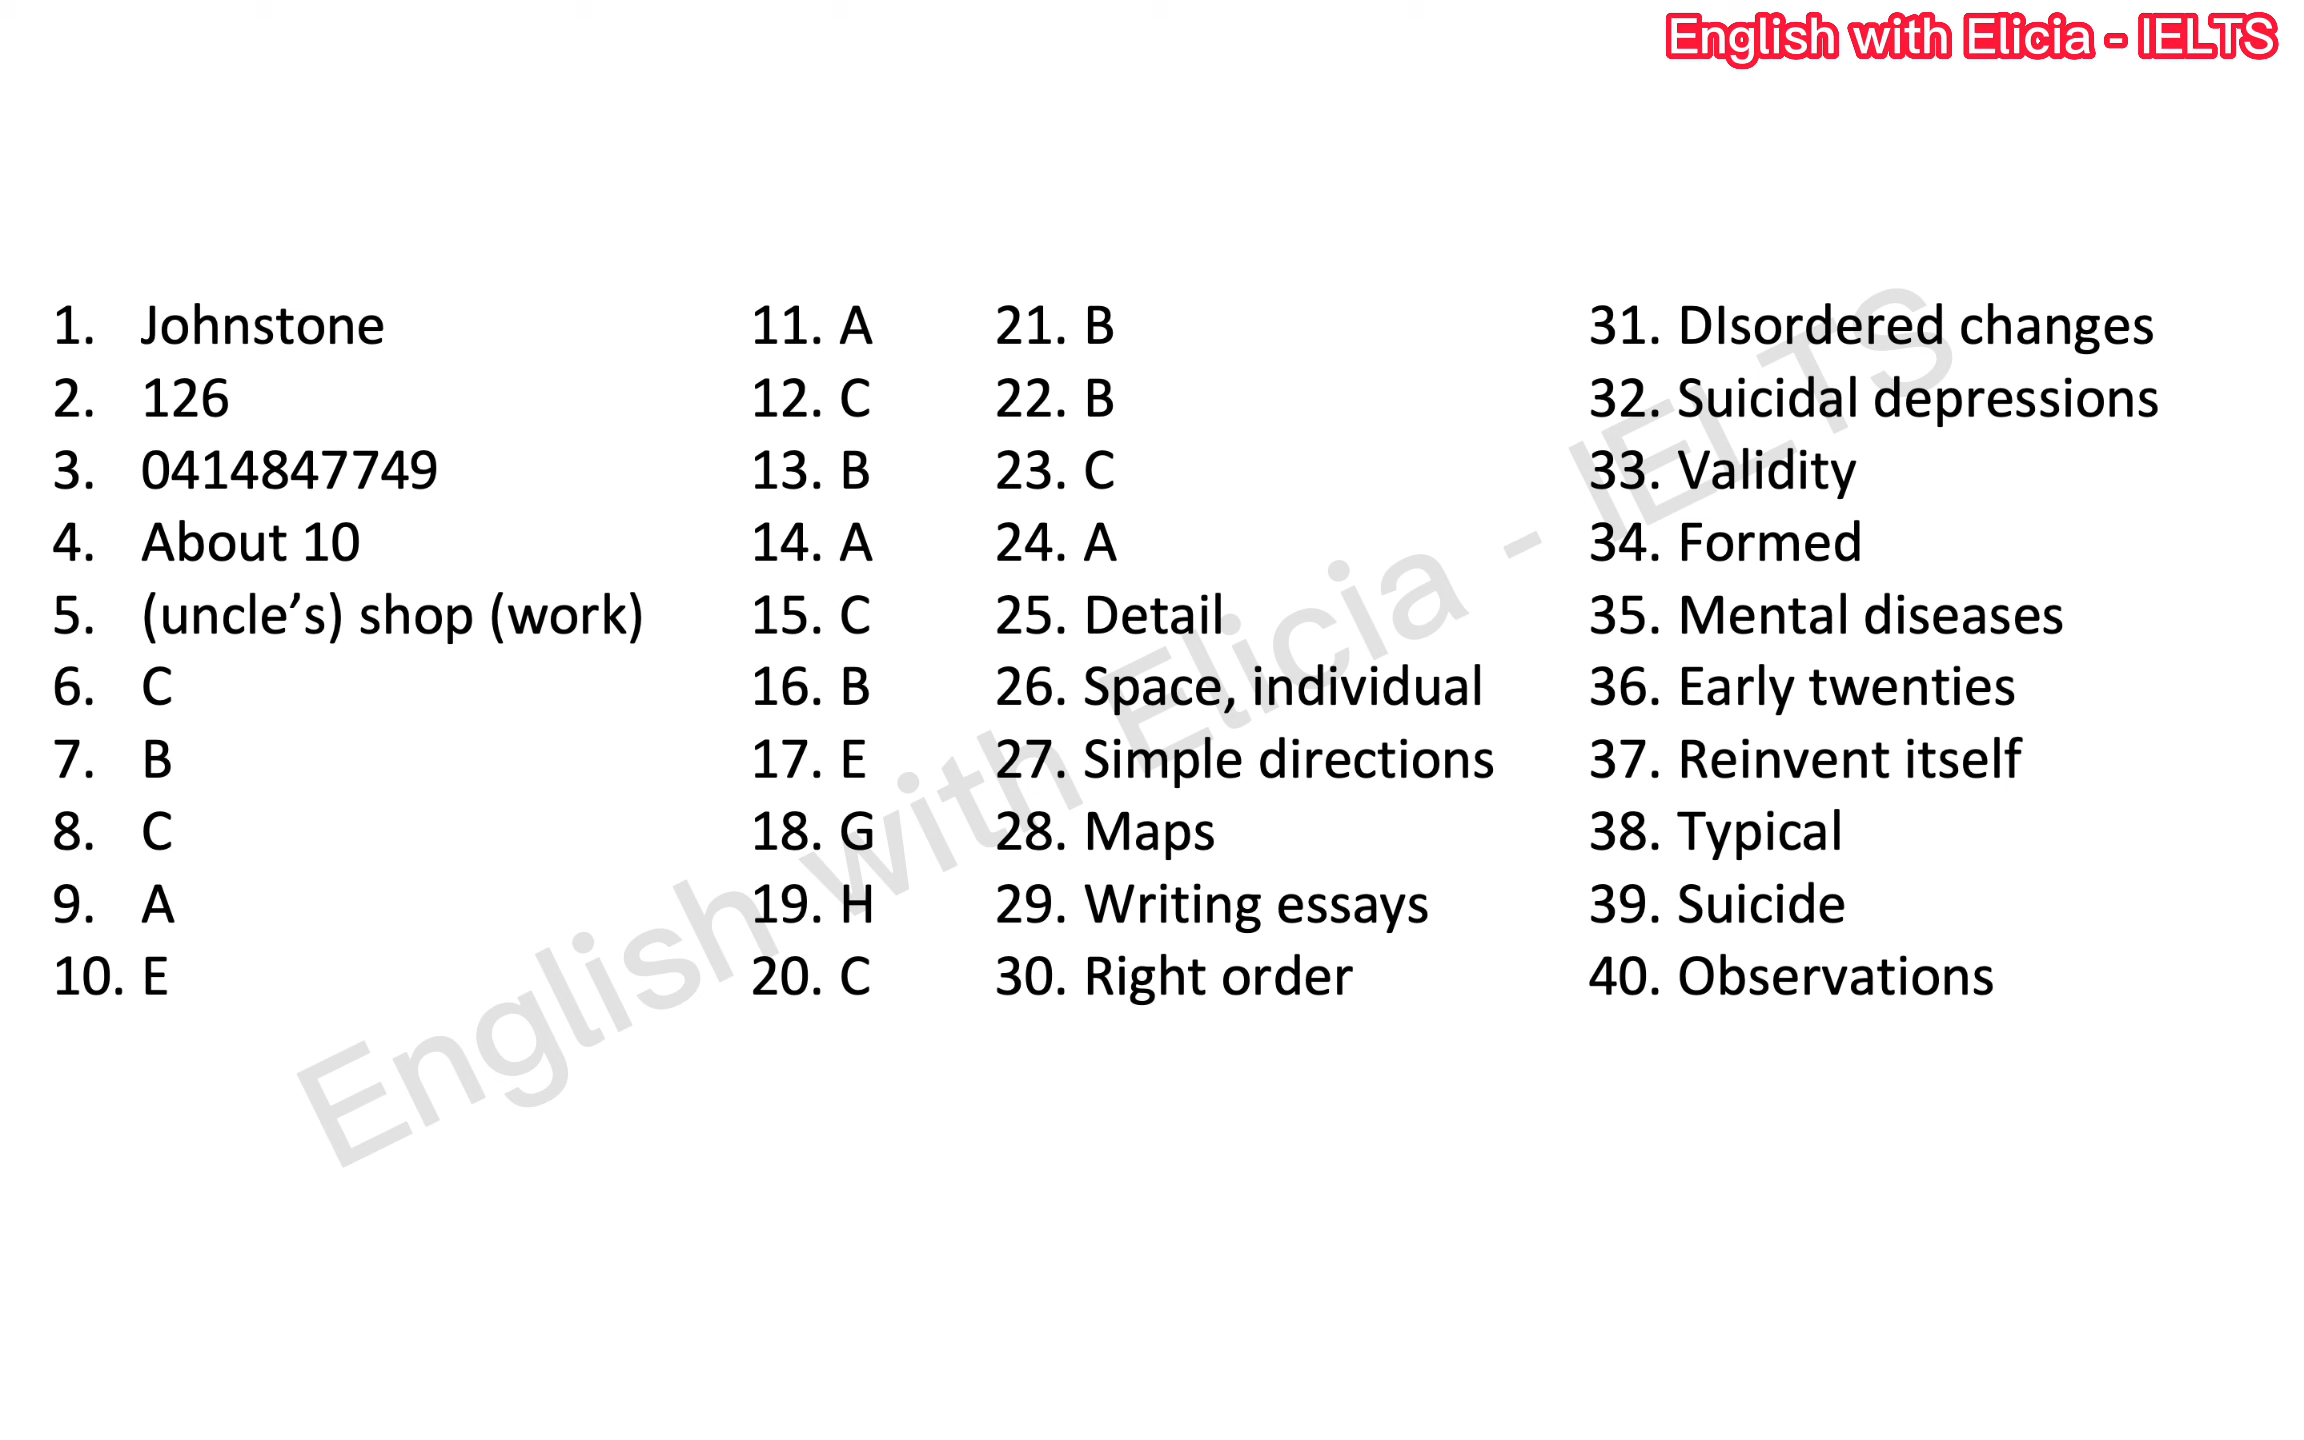 English with Elicia - IELTS
1. Johnstone
2. 126
3. 0414847749
4. About 10
5. (uncle’s) shop (work)
6. C
7. B
8. C
9. A
10. E
11. A
12. C
13. B
14. A
15. C
16. B
17. E
18. G
19. H
20. C
21. B
22. B
23. C
24. A
25. Detail
26. Space, individual
27. Simple directions
28. Maps
29. Writing essays
30. Right order
31. DIsordered changes
32. Suicidal depressions
33. Validity
34. Formed
35. Mental diseases
36. Early twenties
37. Reinvent itself
38. Typical
39. Suicide
40. Observations
English with Elicia - IELTS